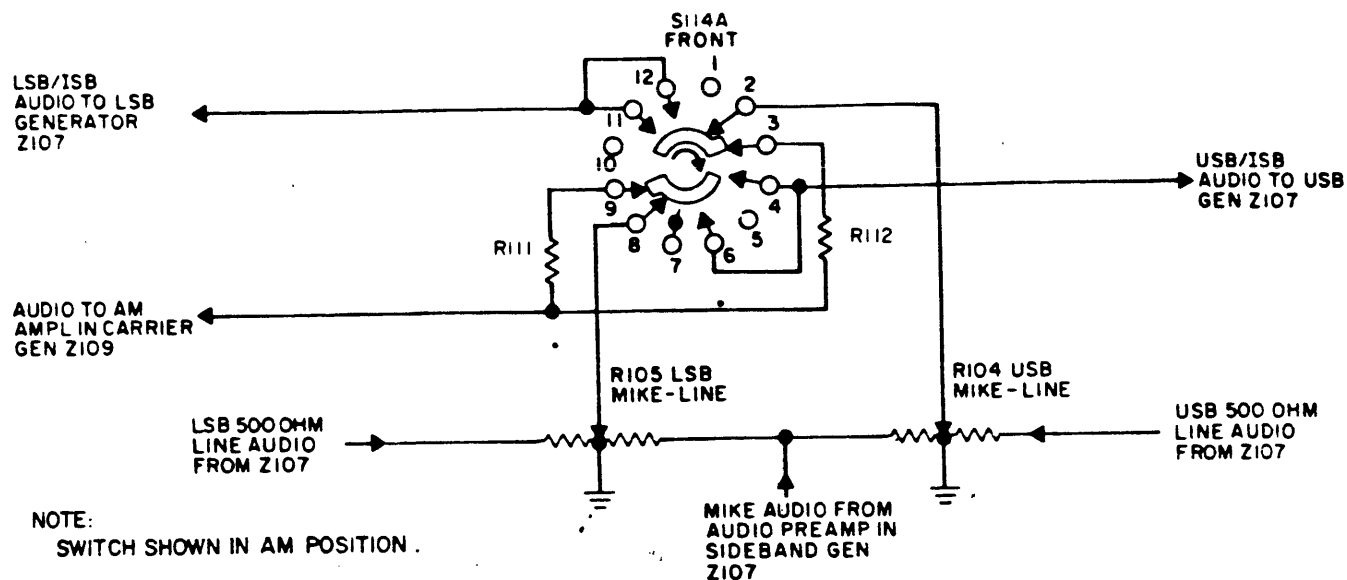 S114A
FRONT
1
12
2
11
3
10
4
9
5
8
7
6
LSB/ISB
AUDIO TO LSB
GENERATOR
Z107
USB/ISB
AUDIO TO USB
GEN Z107
R111
R112
AUDIO TO AM
AMPL IN CARRIER
GEN Z109
R105 LSB
MIKE-LINE
R104 USB
MIKE-LINE
LSB 500 OHM
LINE AUDIO
FROM Z107
USB 500 OHM
LINE AUDIO
FROM Z107
MIKE AUDIO FROM
AUDIO PREAMP IN
SIDEBAND GEN
Z107
NOTE:
SWITCH SHOWN IN AM POSITION.